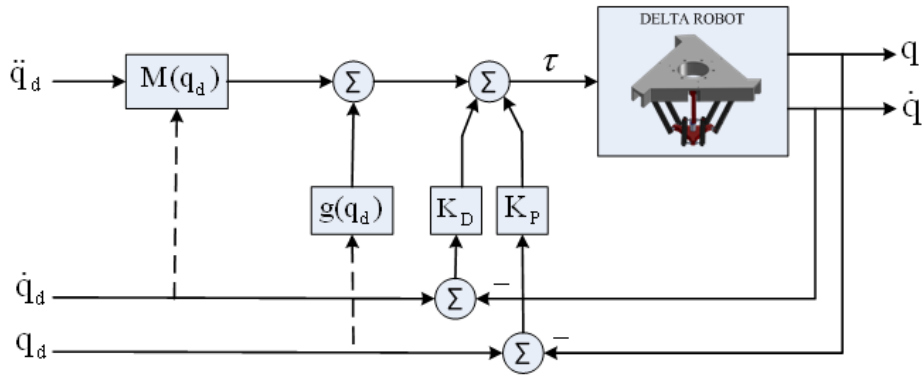 DELTA ROBOT
q̈d
M(qd)
Σ
Σ
τ
q
q̇
g(qd)
KD
KP
q̇d
Σ
−
qd
Σ
−